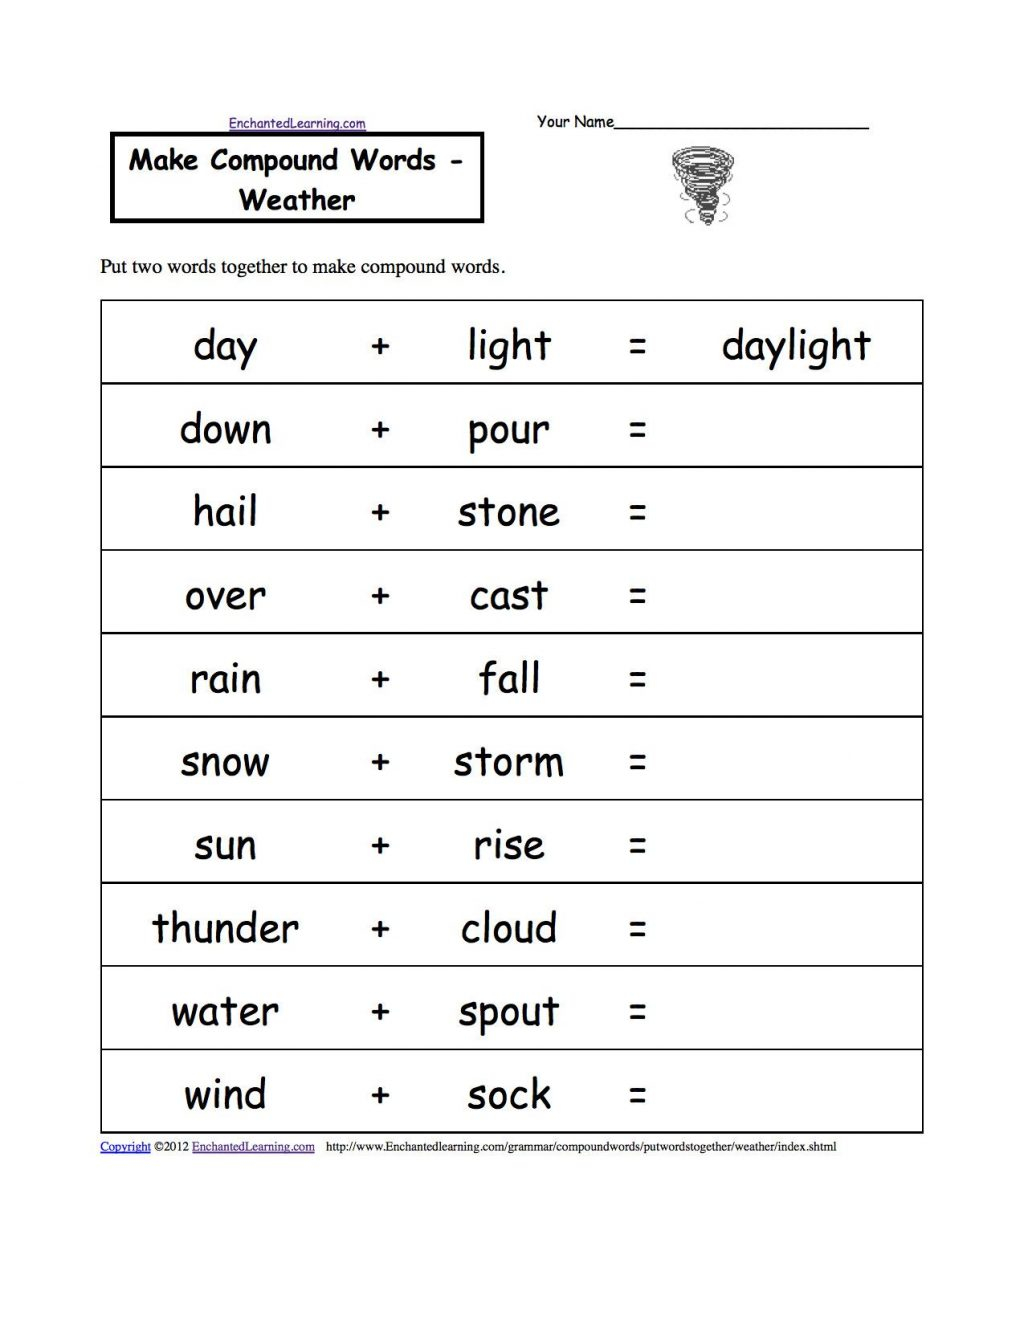 EnchantedLearning.com
Your Name
Make Compound Words -
Weather
Put two words together to make compound words.
day + light = daylight
down + pour =
hail + stone =
over + cast =
rain + fall =
snow + storm =
sun + rise =
thunder + cloud =
water + spout =
wind + sock =
Copyright ©2012 EnchantedLearning.com http://www.Enchantedlearning.com/grammar/compoundwords/putwordstogether/weather/index.shtml